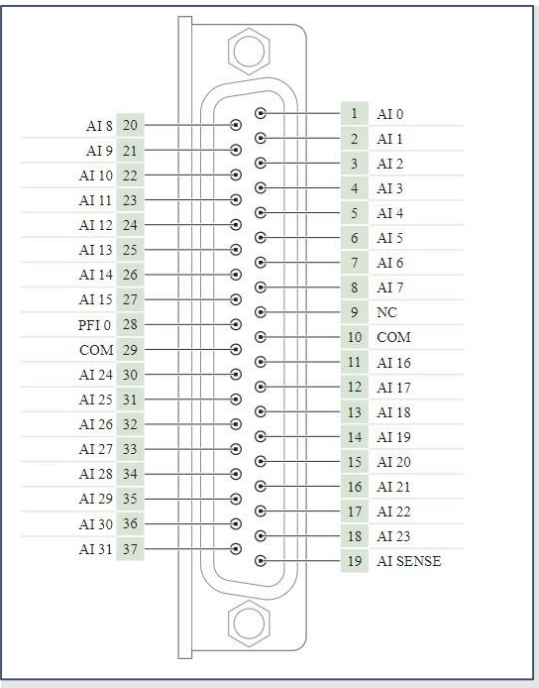 AI 8 20
AI 9 21
AI 10 22
AI 11 23
AI 12 24
AI 13 25
AI 14 26
AI 15 27
PFI 0 28
COM 29
AI 24 30
AI 25 31
AI 26 32
AI 27 33
AI 28 34
AI 29 35
AI 30 36
AI 31 37
1 AI 0
2 AI 1
3 AI 2
4 AI 3
5 AI 4
6 AI 5
7 AI 6
8 AI 7
9 NC
10 COM
11 AI 16
12 AI 17
13 AI 18
14 AI 19
15 AI 20
16 AI 21
17 AI 22
18 AI 23
19 AI SENSE